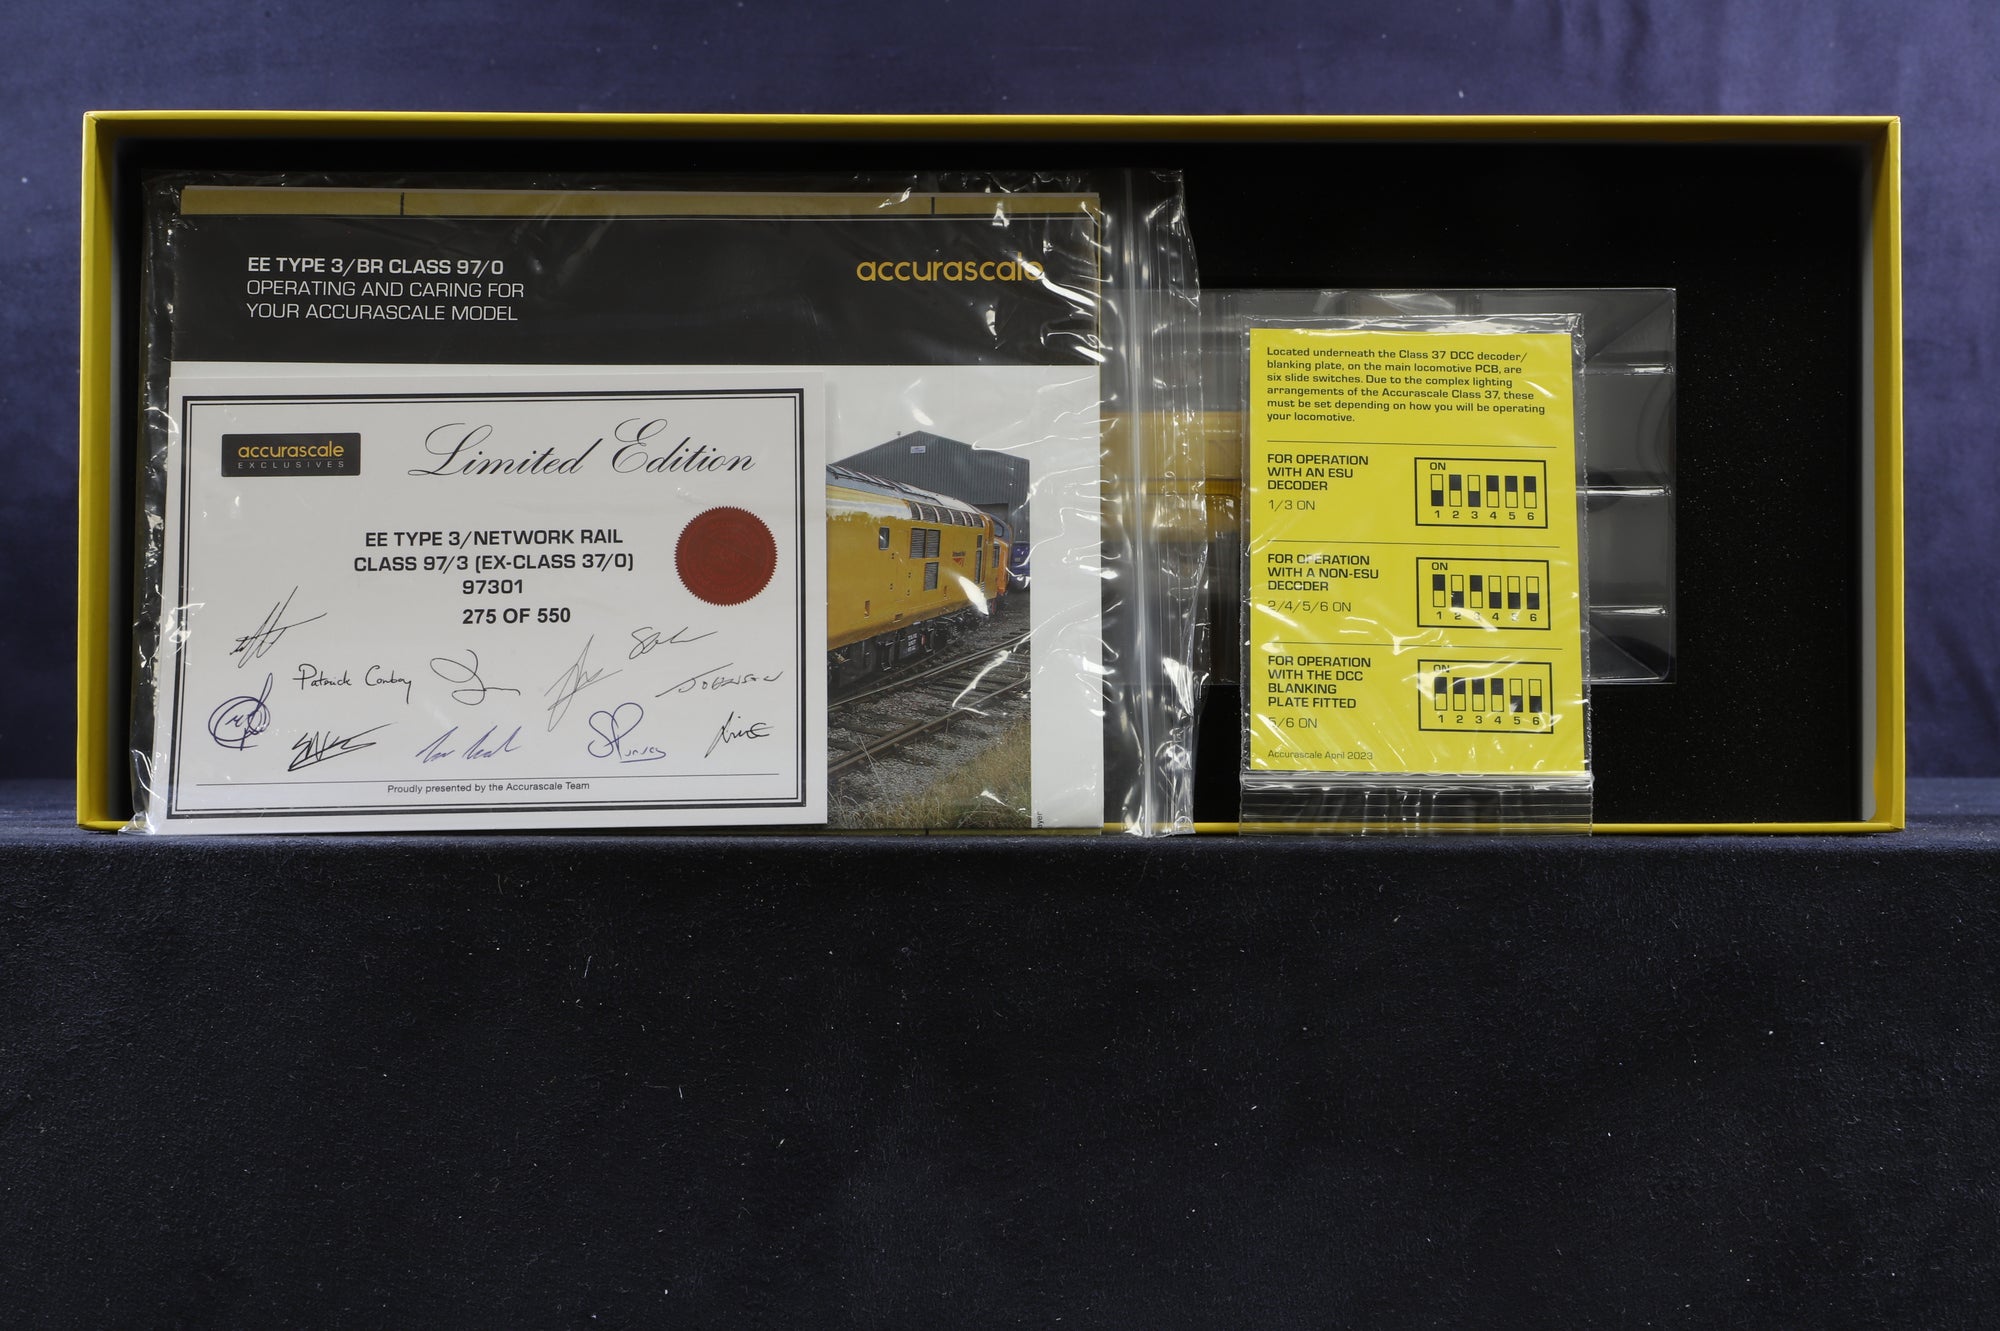 EE TYPE 3/BR CLASS 97/0
OPERATING AND CARING FOR
YOUR ACCURASCALE MODEL
accurascale
accurascale
EXCLUSIVES
Limited Edition
EE TYPE 3/NETWORK RAIL
CLASS 97/3 (EX-CLASS 37/0)
97301
275 OF 550
Patrick Conboy
Proudly presented by the Accurascale Team
Located underneath the Class 37 DCC decoder/
blanking plate, on the main locomotive PCB, are
six slide switches. Due to the complex lighting
arrangements of the Accurascale Class 37, these
must be set depending on how you will be operating
your locomotive.
FOR OPERATION
WITH AN ESU
DECODER
1/3 ON
ON
1 2 3 4 5 6
FOR OPERATION
WITH A NON-ESU
DECODER
2/4/5/6 ON
ON
1 2 3 4 5 6
FOR OPERATION
WITH THE DCC
BLANKING
PLATE FITTED
5/6 ON
ON
1 2 3 4 5 6
Accurascale April 2023